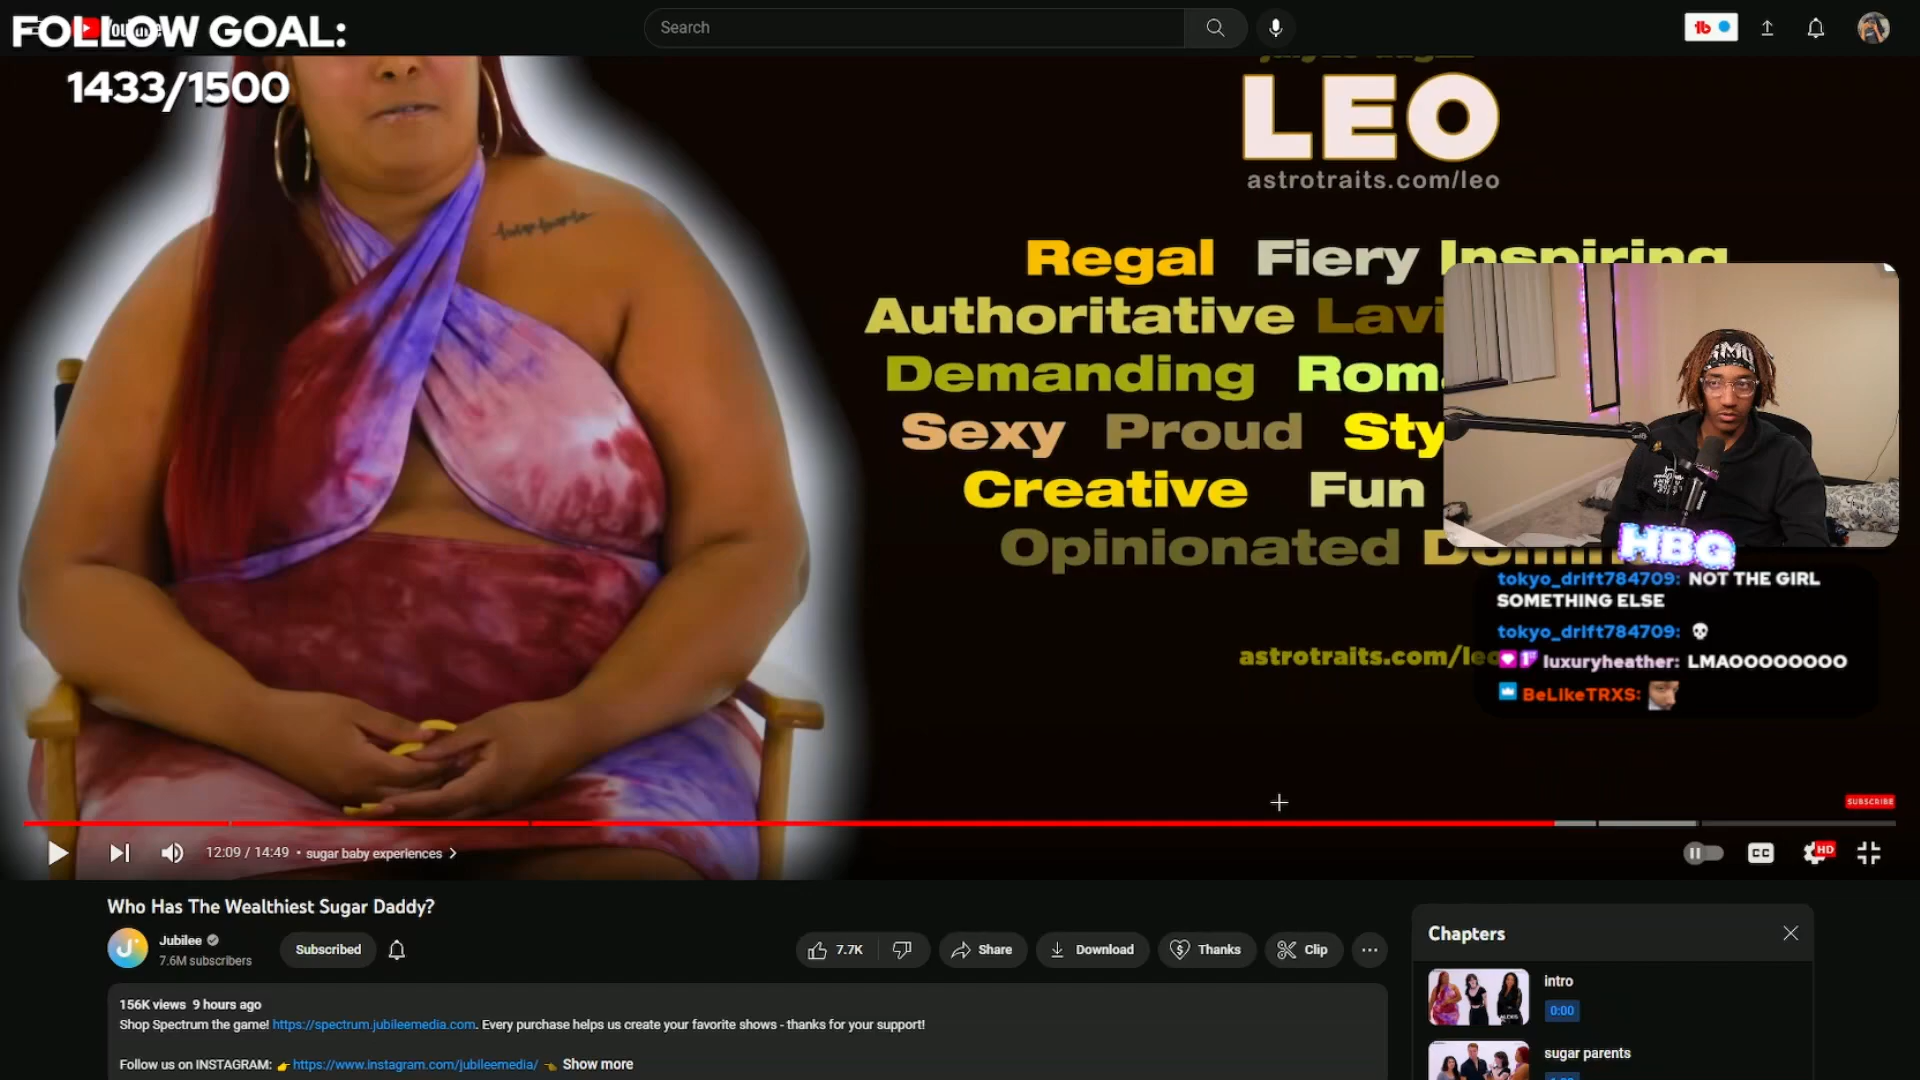 FOLLOW GOAL:
1433/1500
Search
LEO
astrotraits.com/leo
Regal Fiery Inspiring
Authoritative
Demanding
Sexy Proud
Creative Fun
Opinionated
astrotraits.com/leo
HBG
tokyo_drift784709: NOT THE GIRL
SOMETHING ELSE
tokyo_drift784709:
luxuryheather: LMAOOOOOOOO
BeLikeTRXS:
SUBSCRIBE
12:09 / 14:49 • sugar baby experiences
CC
HD
Who Has The Wealthiest Sugar Daddy?
Jubilee
7.6M subscribers
Subscribed
7.7K
Share
Download
Thanks
Clip
156K views 9 hours ago
Shop Spectrum the game! https://spectrum.jubileemedia.com. Every purchase helps us create your favorite shows - thanks for your support!
Follow us on INSTAGRAM: https://www.instagram.com/jubileemedia/ Show more
Chapters
intro
0:00
sugar parents